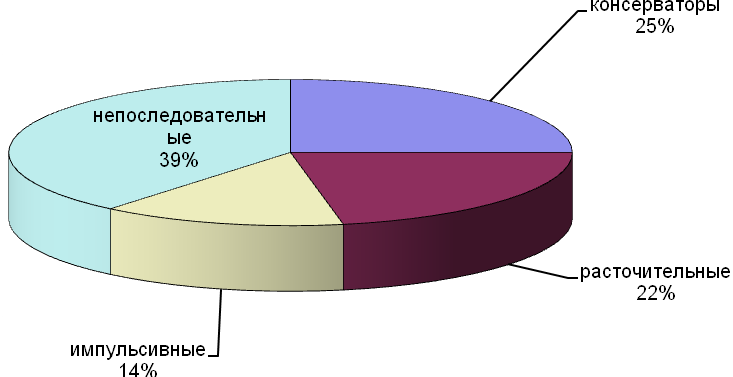 консерваторы
25%
непоследовательн
ые
39%
расточительные
22%
импульсивные
14%